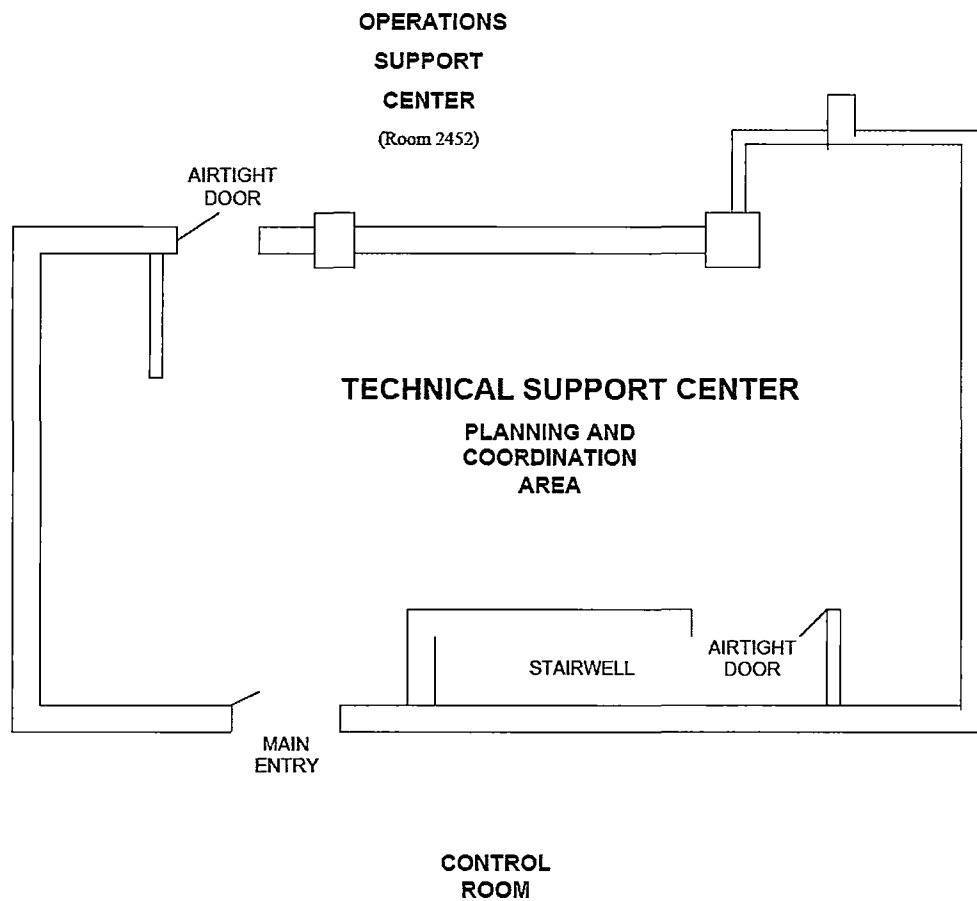 OPERATIONS
SUPPORT
CENTER
(Room 2452)
AIRTIGHT
DOOR
TECHNICAL SUPPORT CENTER
PLANNING AND
COORDINATION
AREA
STAIRWELL
AIRTIGHT
DOOR
MAIN
ENTRY
CONTROL
ROOM